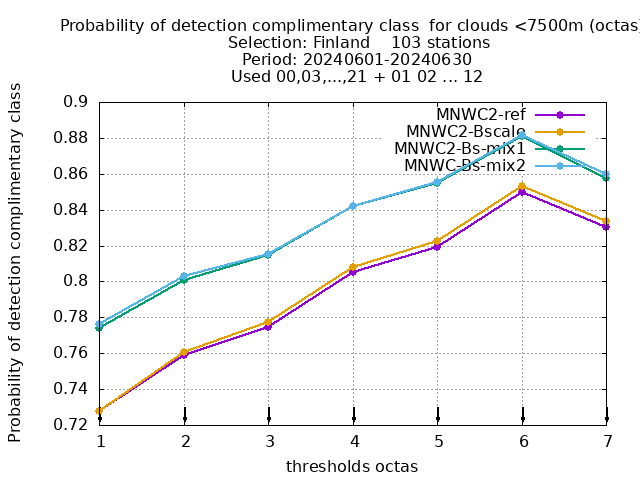 Probability of detection complimentary class  for clouds <7500m (octas)
Selection: Finland    103 stations
Period: 20240601-20240630
Used 00,03,...,21 + 01 02 ... 12
MNWC2-ref
MNWC2-Bscale
MNWC2-Bs-mix1
MNWC-Bs-mix2
Probability of detection complimentary class
0.9
0.88
0.86
0.84
0.82
0.8
0.78
0.76
0.74
0.72
1 2 3 4 5 6 7
thresholds octas